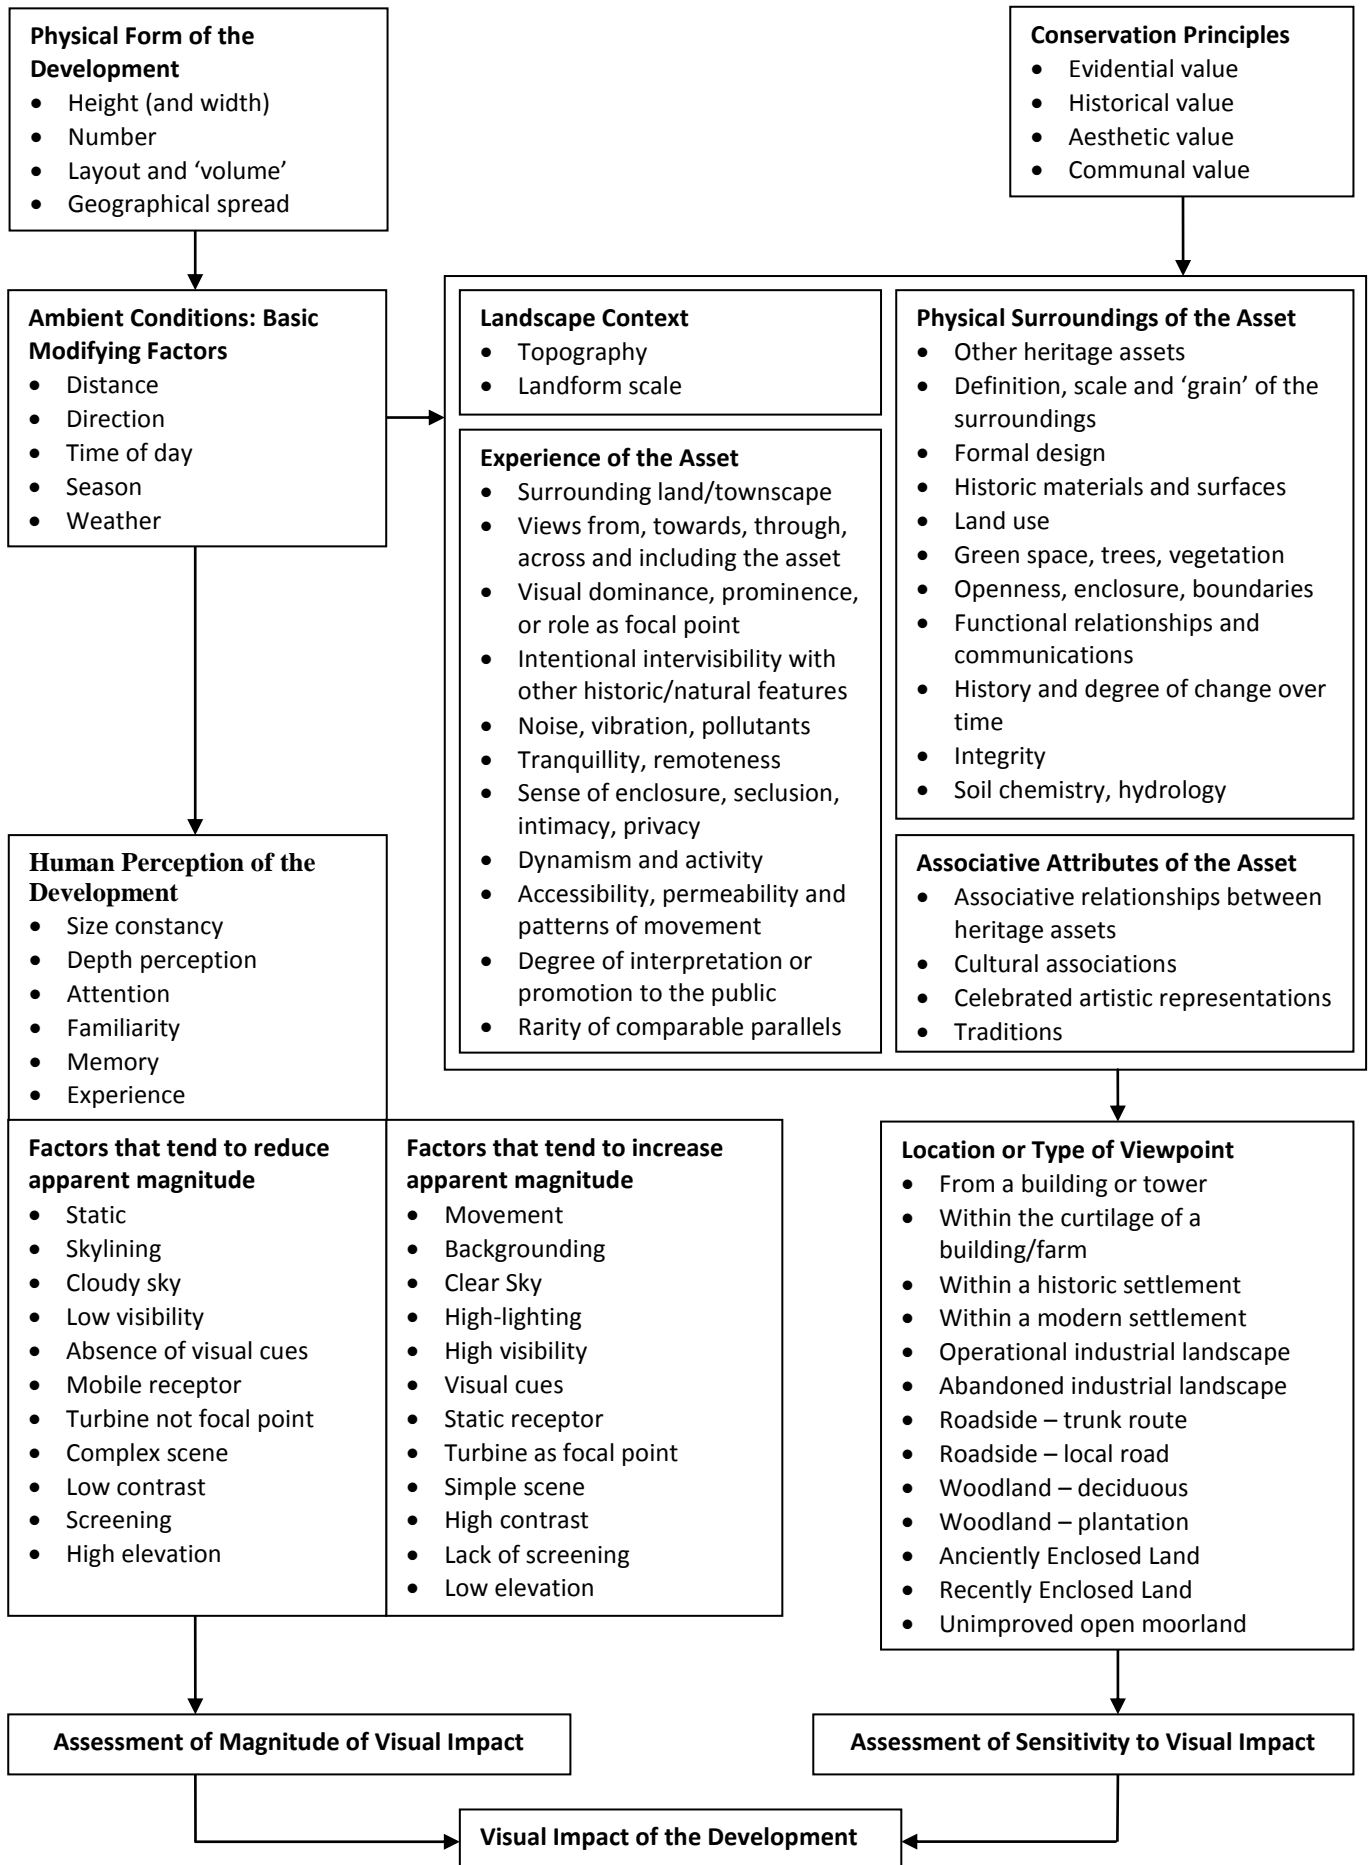 Physical Form of the
Development
• Height (and width)
• Number
• Layout and ‘volume’
• Geographical spread
Conservation Principles
• Evidential value
• Historical value
• Aesthetic value
• Communal value
Ambient Conditions: Basic
Modifying Factors
• Distance
• Direction
• Time of day
• Season
• Weather
Landscape Context
• Topography
• Landform scale
Experience of the Asset
• Surrounding land/townscape
• Views from, towards, through,
across and including the asset
• Visual dominance, prominence,
or role as focal point
• Intentional intervisibility with
other historic/natural features
• Noise, vibration, pollutants
• Tranquillity, remoteness
• Sense of enclosure, seclusion,
intimacy, privacy
• Dynamism and activity
• Accessibility, permeability and
patterns of movement
• Degree of interpretation or
promotion to the public
• Rarity of comparable parallels
Physical Surroundings of the Asset
• Other heritage assets
• Definition, scale and ‘grain’ of the
surroundings
• Formal design
• Historic materials and surfaces
• Land use
• Green space, trees, vegetation
• Openness, enclosure, boundaries
• Functional relationships and
communications
• History and degree of change over
time
• Integrity
• Soil chemistry, hydrology
Associative Attributes of the Asset
• Associative relationships between
heritage assets
• Cultural associations
• Celebrated artistic representations
• Traditions
Human Perception of the
Development
• Size constancy
• Depth perception
• Attention
• Familiarity
• Memory
• Experience
Factors that tend to reduce
apparent magnitude
• Static
• Skylining
• Cloudy sky
• Low visibility
• Absence of visual cues
• Mobile receptor
• Turbine not focal point
• Complex scene
• Low contrast
• Screening
• High elevation
Factors that tend to increase
apparent magnitude
• Movement
• Backgrounding
• Clear Sky
• High-lighting
• High visibility
• Visual cues
• Static receptor
• Turbine as focal point
• Simple scene
• High contrast
• Lack of screening
• Low elevation
Location or Type of Viewpoint
• From a building or tower
• Within the curtilage of a
building/farm
• Within a historic settlement
• Within a modern settlement
• Operational industrial landscape
• Abandoned industrial landscape
• Roadside – trunk route
• Roadside – local road
• Woodland – deciduous
• Woodland – plantation
• Anciently Enclosed Land
• Recently Enclosed Land
• Unimproved open moorland
Assessment of Magnitude of Visual Impact
Assessment of Sensitivity to Visual Impact
Visual Impact of the Development